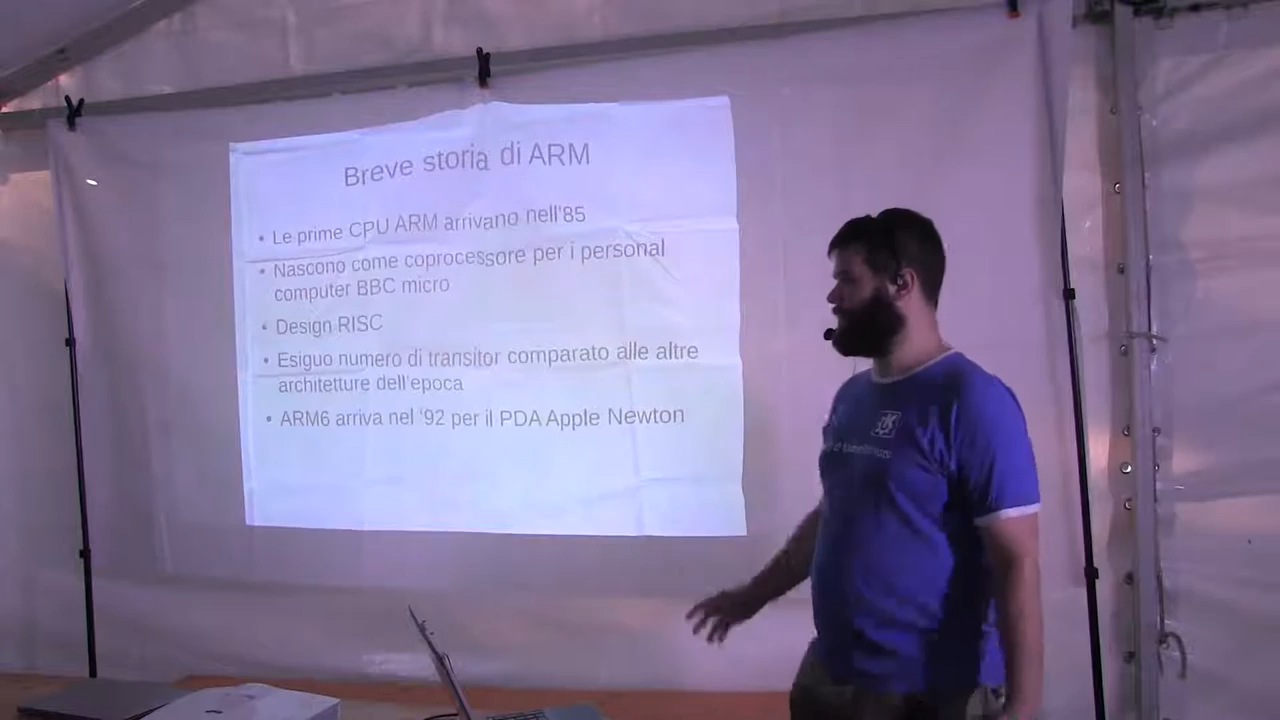 Breve storia di ARM
• Le prime CPU ARM arrivano nell'85
• Nascono come coprocessore per i personal
computer BBC micro
• Design RISC
• Esiguo numero di transitor comparato alle altre
architetture dell'epoca
• ARM6 arriva nel '92 per il PDA Apple Newton